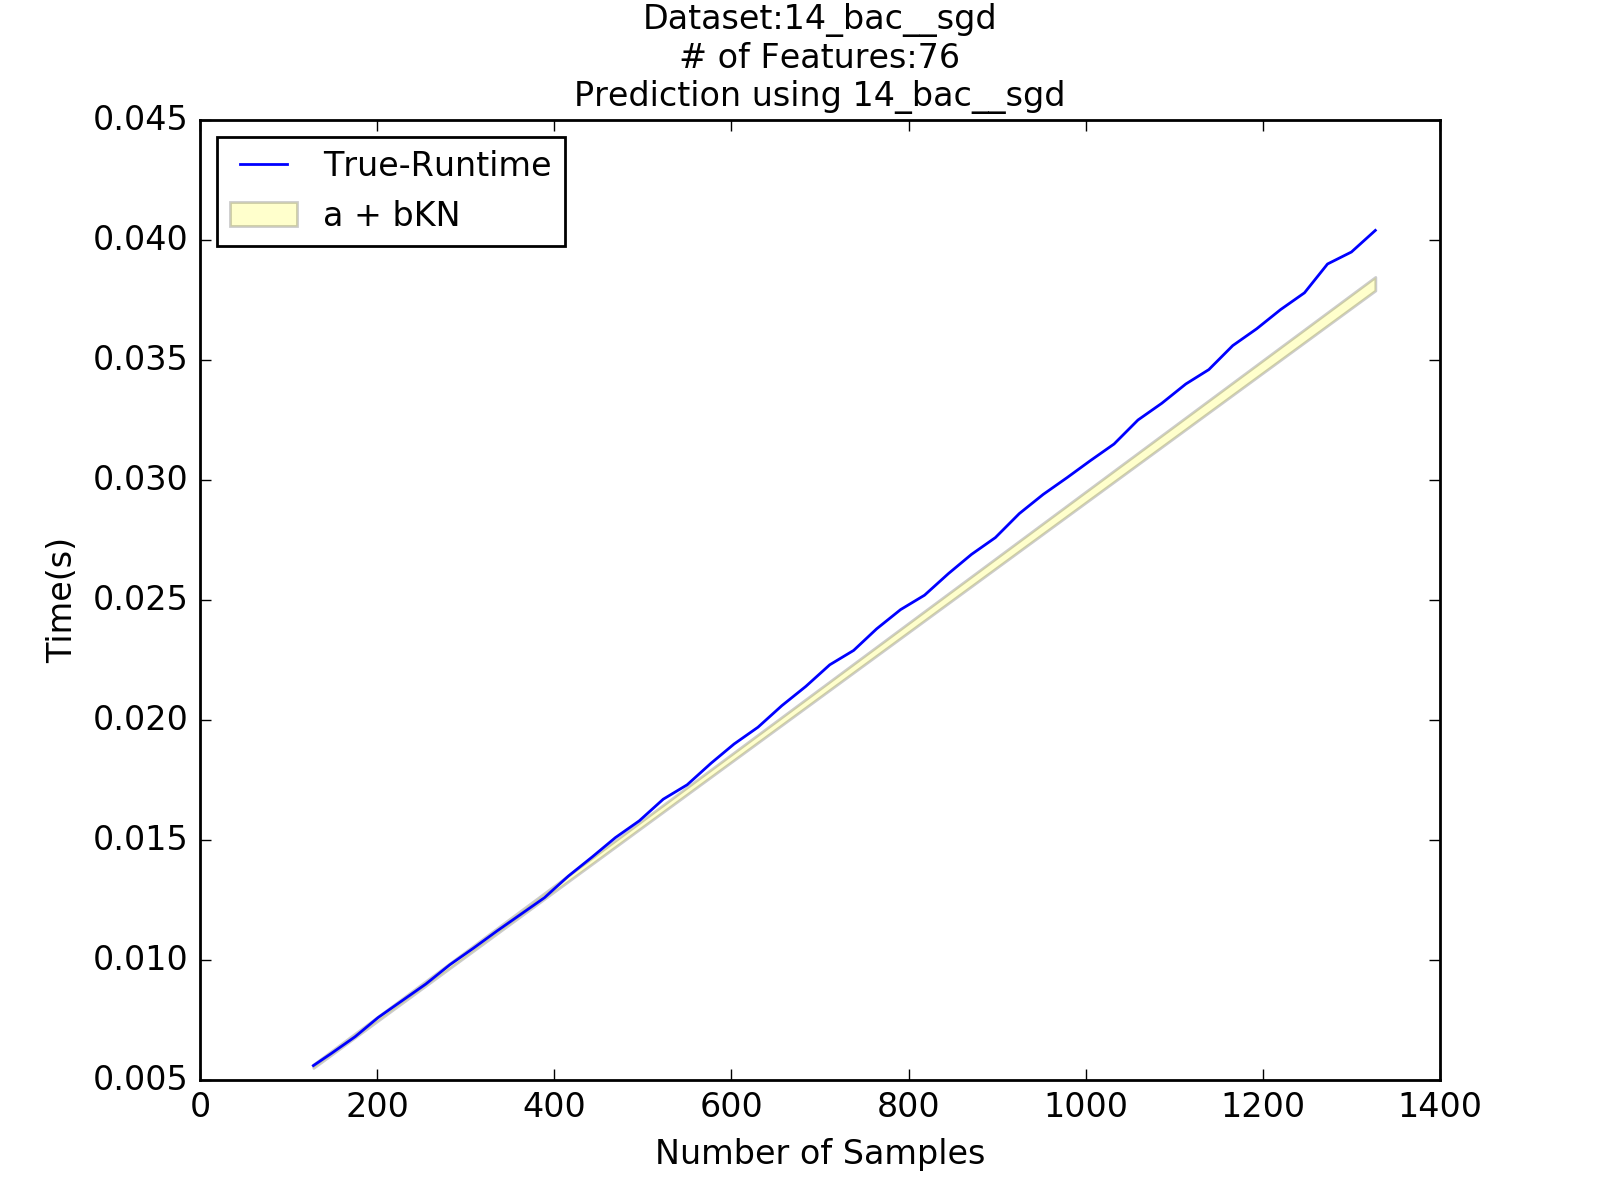 Dataset:14_bac__sgd
# of Features:76
Prediction using 14_bac__sgd
0.045
0.040
0.035
0.030
0.025
0.020
0.015
0.010
0.005
Time(s)
True-Runtime
a + bKN
0 200 400 600 800 1000 1200 1400
Number of Samples